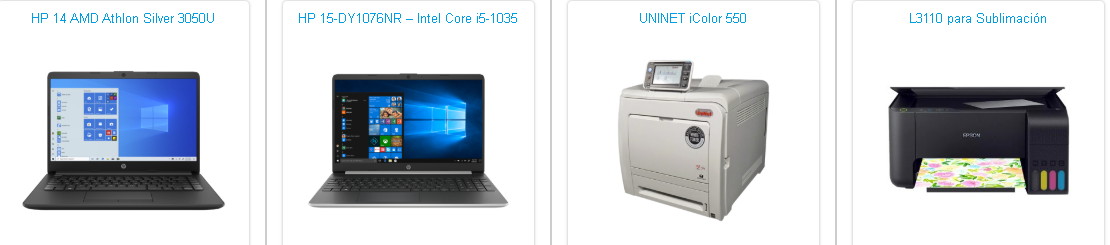 HP 14 AMD Athlon Silver 3050U
HP 15-DY1076NR – Intel Core i5-1035
UNINET iColor 550
L3110 para Sublimación
EPSON